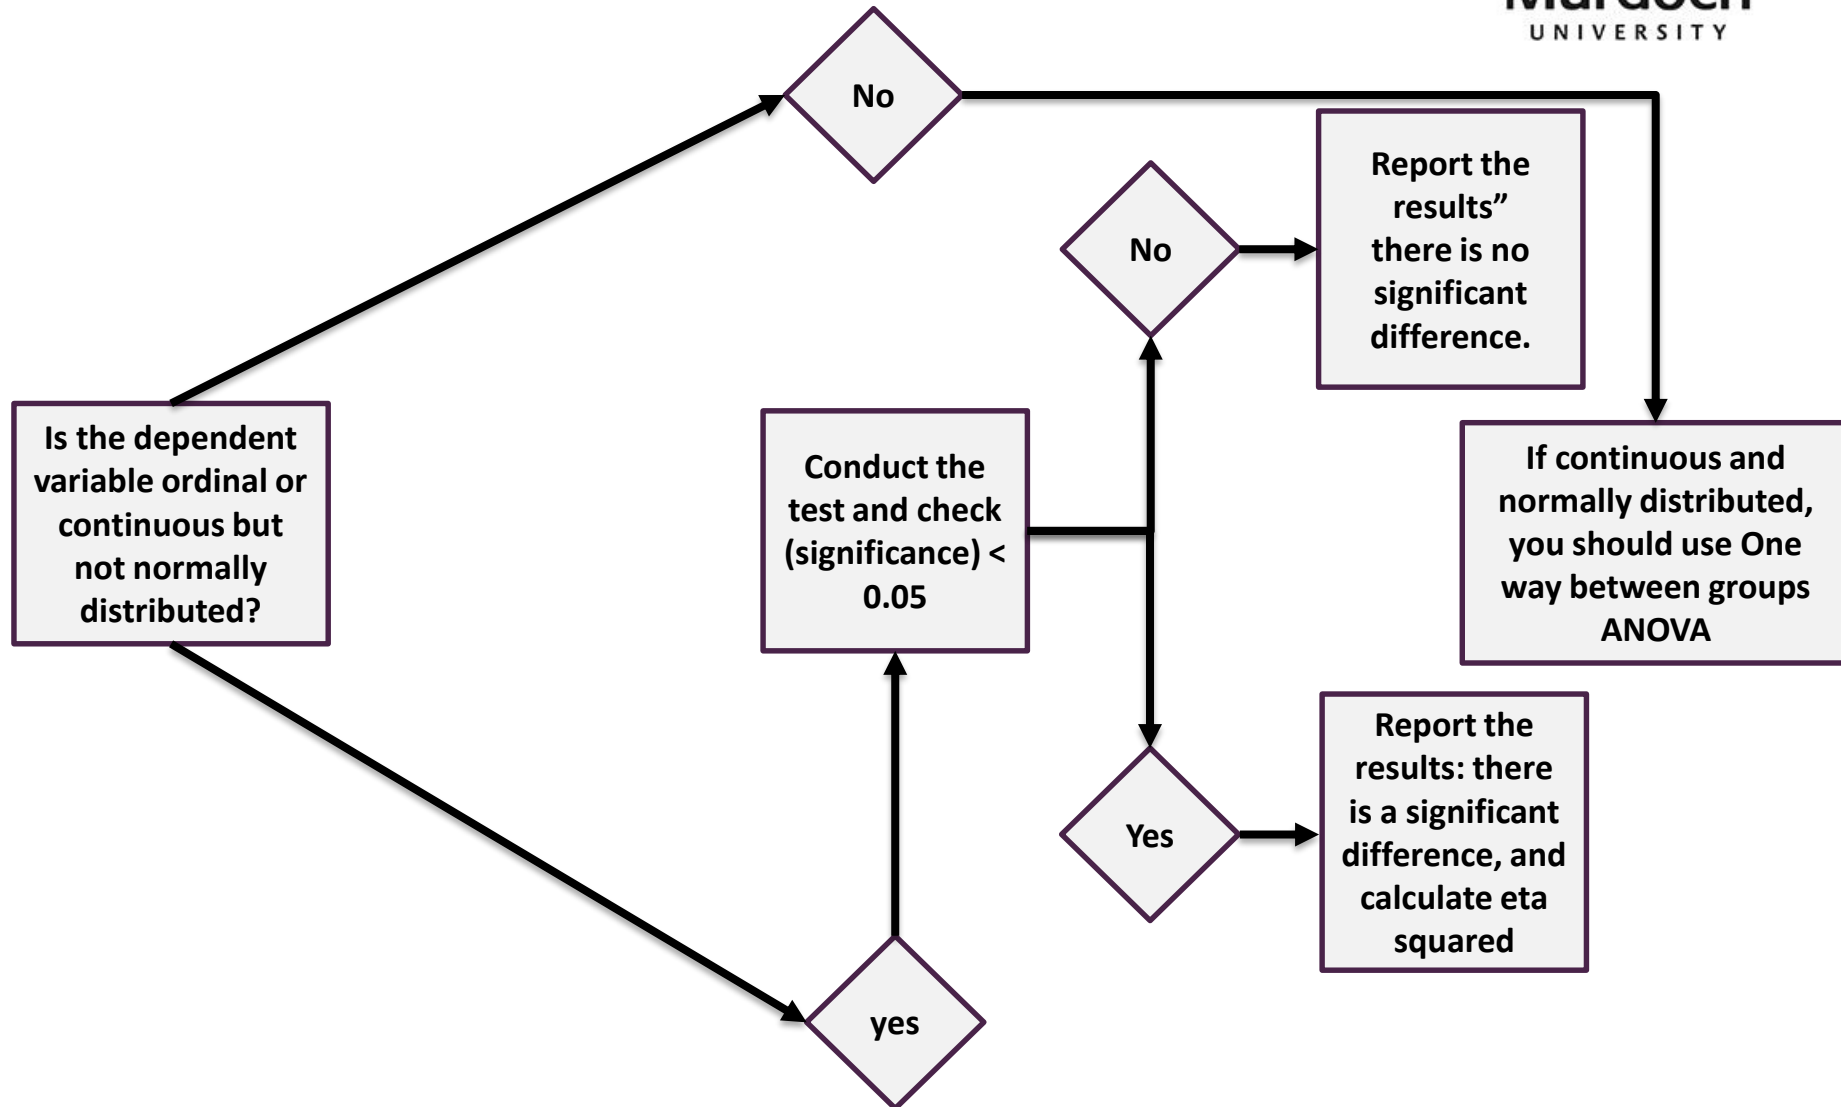 UNIVERSITY
No
Report the
results”
there is no
significant
difference.
No
Is the dependent
variable ordinal or
continuous but
not normally
distributed?
Conduct the
test and check
(significance) <
0.05
If continuous and
normally distributed,
you should use One
way between groups
ANOVA
Yes
Report the
results: there
is a significant
difference, and
calculate eta
squared
yes